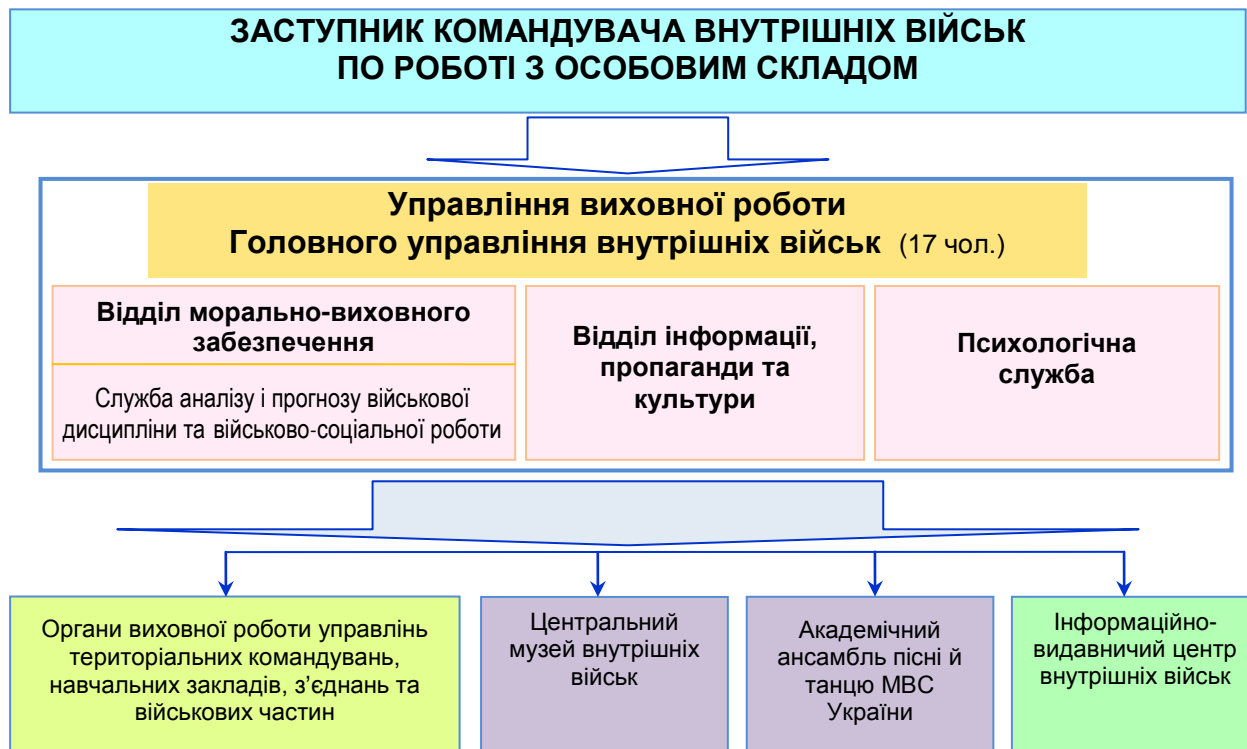 ЗАСТУПНИК КОМАНДУВАЧА ВНУТРІШНІХ ВІЙСЬК
ПО РОБОТІ З ОСОБОВИМ СКЛАДОМ
Управління виховної роботи
Головного управління внутрішніх військ (17 чол.)
Відділ морально-виховного
забезпечення
Служба аналізу і прогнозу військової
дисципліни та військово-соціальної роботи
Відділ інформації,
пропаганди та
культури
Психологічна
служба
Органи виховної роботи управлінь
територіальних командувань,
навчальних закладів, з’єднань та
військових частин
Центральний
музей внутрішніх
військ
Академічний
ансамбль пісні й
танцю МВС
України
Інформаційно-
видавничий центр
внутрішніх військ